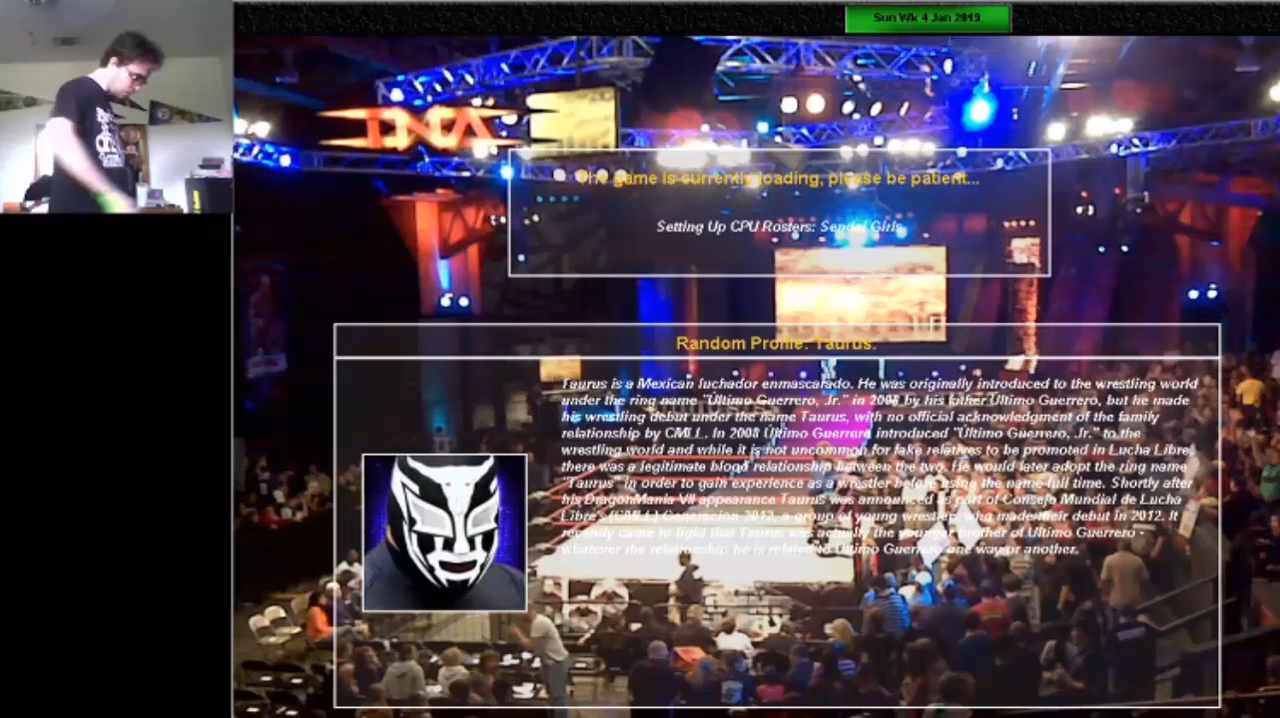 Sun Wk 4 Jan 2019
TNA
The game is currently loading, please be patient...
Setting Up CPU Rosters: Sendai Girls
Random Profile: Taurus.
Taurus is a Mexican luchador enmascarado. He was originally introduced to the wrestling world
under the ring name "Último Guerrero, Jr." in 2008 by his father Último Guerrero, but he made
his wrestling debut under the name Taurus, with no official acknowledgment of the family
relationship by CMLL. In 2008 Último Guerrero introduced "Último Guerrero, Jr." to the
wrestling world and while it is not uncommon for fake relatives to be promoted in Lucha Libre,
there was a legitimate blood relationship between the two. He would later adopt the ring name
"Taurus" in order to gain experience as a wrestler before using the name full time. Shortly after
his DragonMania VII appearance Taurus was announced as part of Consejo Mundial de Lucha
Libre's (CMLL) Generacion 2012, a group of young wrestlers who made their debut in 2012. It
recently came to light that Taurus was actually the younger brother of Último Guerrero -
whatever the relationship he is related to Último Guerrero one way or another.